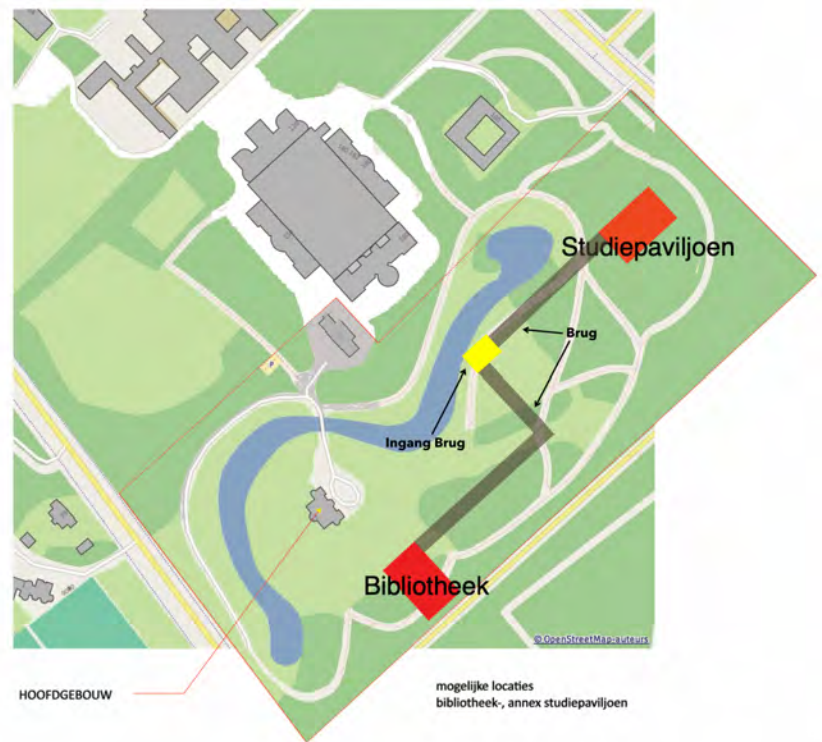 Studiepaviljoen
Brug
Ingang Brug
Bibliotheek
© OpenStreetMap-auteurs
HOOFDGEBOUW
mogelijke locaties
bibliotheek-, annex studiepaviljoen